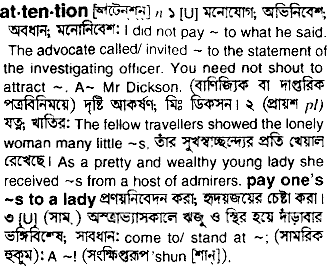 at·ten·tion [অ্যাটেনশন্] n ১ [U] মনোযোগ; অভিনিবেশ;
অবধান; মনোনিবেশ: I did not pay ~ to what he said.
The advocate called/ invited ~ to the statement of
the investigating officer. You need not shout to
attract ~. A~ Mr Dickson. (বাণিজ্যিক বা দাপ্তরিক
পত্রবিনিময়ে) দৃষ্টি আকর্ষণ, মিঃ ডিকসন। ২ (প্রায়শ pl)
যত্ন; খাতির: The fellow travellers showed the lonely
woman many little ~s. তাঁর সুখস্বাচ্ছন্দ্যের প্রতি খেয়াল
রেখেছে। As a pretty and wealthy young lady she
received ~s from a host of admirers. pay one's
~s to a lady প্রণয়নিবেদন করা; হৃদয়জয়ের চেষ্টা করা।
৩ [U] (সাম.) অস্ত্রাভ্যাসকালে ঋজু ও স্থির হয়ে দাঁড়াবার
ভঙ্গিবিশেষ; সাবধান: come to/ stand at ~; (সামরিক
হুকুম): A ~! (সংক্ষিপ্তরূপ 'shun [শান্]).